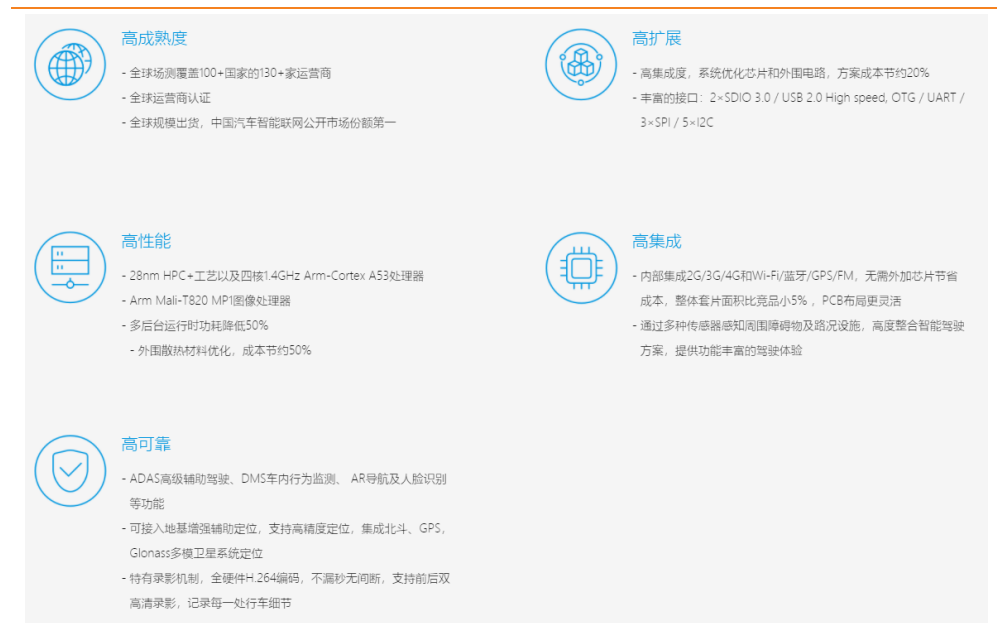 高成熟度
- 全球场测覆盖100+国家的130+家运营商
- 全球运营商认证
- 全球规模出货，中国汽车智能联网公开市场份额第一
高扩展
- 高集成度，系统优化芯片和外围电路，方案成本节约20%
- 丰富的接口：2×SDIO 3.0 / USB 2.0 High speed, OTG / UART /
3×SPI / 5×I2C
高性能
- 28nm HPC+工艺以及四核1.4GHz Arm-Cortex A53处理器
- Arm Mali-T820 MP1图像处理器
- 多后台运行时功耗降低50%
- 外围散热材料优化，成本节约50%
高集成
- 内部集成2G/3G/4G和Wi-Fi/蓝牙/GPS/FM，无需外加芯片节省
成本，整体套片面积比竞品小5% ，PCB布局更灵活
- 通过多种传感器感知周围障碍物及路况设施，高度整合智能驾驶
方案，提供功能丰富的驾驶体验
高可靠
- ADAS高级辅助驾驶、DMS车内行为监测、 AR导航及人脸识别
等功能
- 可接入地基增强辅助定位，支持高精度定位，集成北斗、GPS，
Glonass多模卫星系统定位
- 特有录影机制，全硬件H.264编码，不漏秒无间断，支持前后双
高清录影，记录每一处行车细节